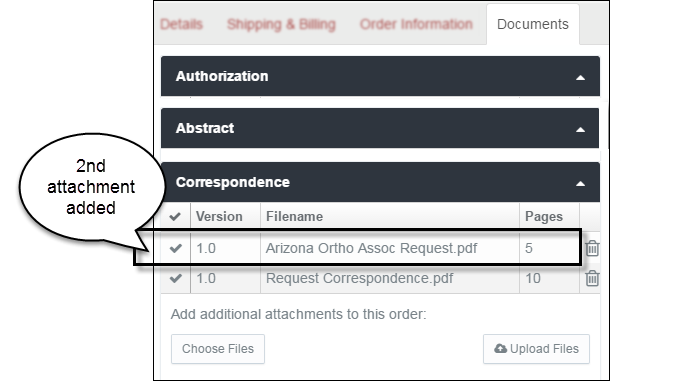 Details Shipping & Billing Order Information Documents
Authorization
Abstract
2nd
attachment
added
Correspondence
Version Filename Pages
1.0 Arizona Ortho Assoc Request.pdf 5
1.0 Request Correspondence.pdf 10
Add additional attachments to this order:
Choose Files Upload Files